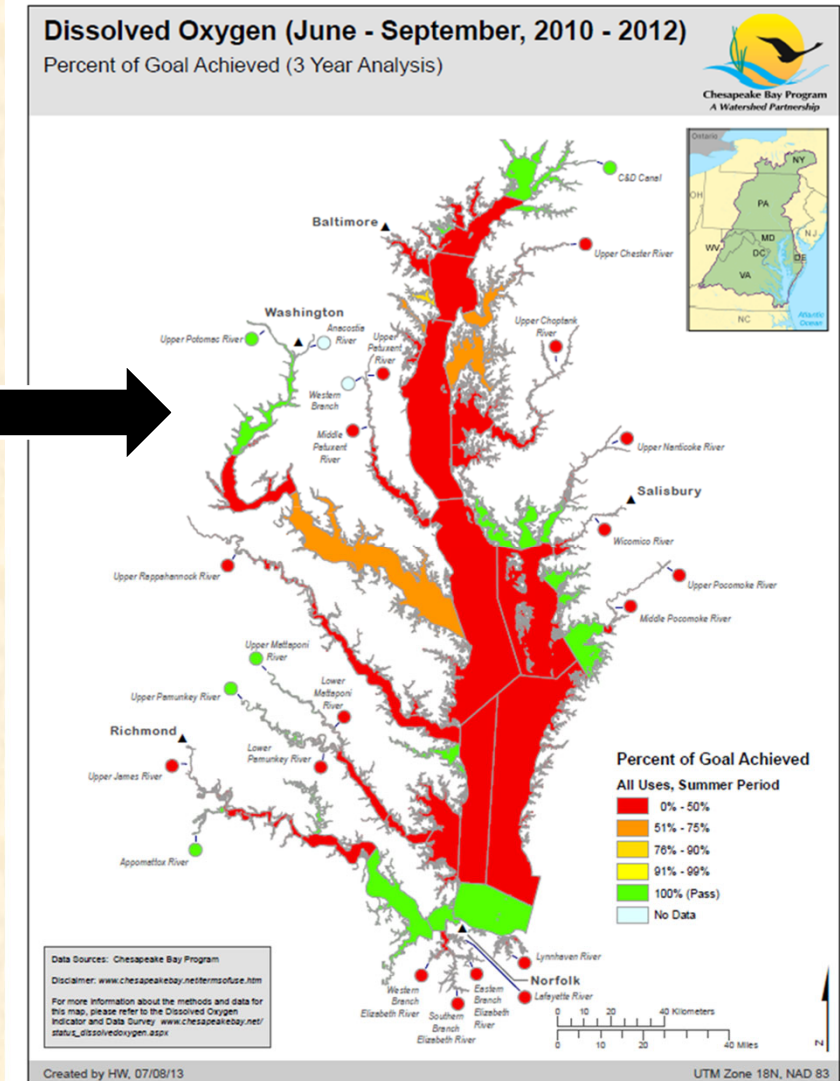 Dissolved Oxygen (June - September, 2010 - 2012)
Percent of Goal Achieved (3 Year Analysis)
Chesapeake Bay Program
A Watershed Partnership
Ontario
NY
OH
PA
NJ
MD
WV
DC
DE
VA
NC
Atlantic
Ocean
C&D Canal
Baltimore
Upper Chester River
Washington
Upper Potomac River
Anacostia
River
Upper
Patuxent
River
Upper Choptank
River
Western
Branch
Middle
Patuxent
River
Upper Nanticoke River
Salisbury
Wicomico River
Upper Rappahannock River
Upper Pocomoke River
Middle Pocomoke River
Upper Mattaponi
River
Upper Pamunkey River
Lower
Mattaponi
River
Richmond
Lower
Pamunkey River
Upper James River
Appomattox River
Percent of Goal Achieved
All Uses, Summer Period
0% - 50%
51% - 75%
76% - 90%
91% - 99%
100% (Pass)
No Data
Lynnhaven River
Norfolk
Lafayette River
Western
Branch
Elizabeth River
Southern
Branch
Elizabeth River
Eastern
Branch
Elizabeth
River
Data Sources: Chesapeake Bay Program
Disclaimer: www.chesapeakebay.net/termsofuse.htm
For more information about the methods and data for
this map, please refer to the Dissolved Oxygen
Indicator and Data Survey www.chesapeakebay.net/
status_dissolvedoxygen.aspx
0 10 20 40 Kilometers
0 10 20 40 Miles
N
Created by HW, 07/08/13
UTM Zone 18N, NAD 83